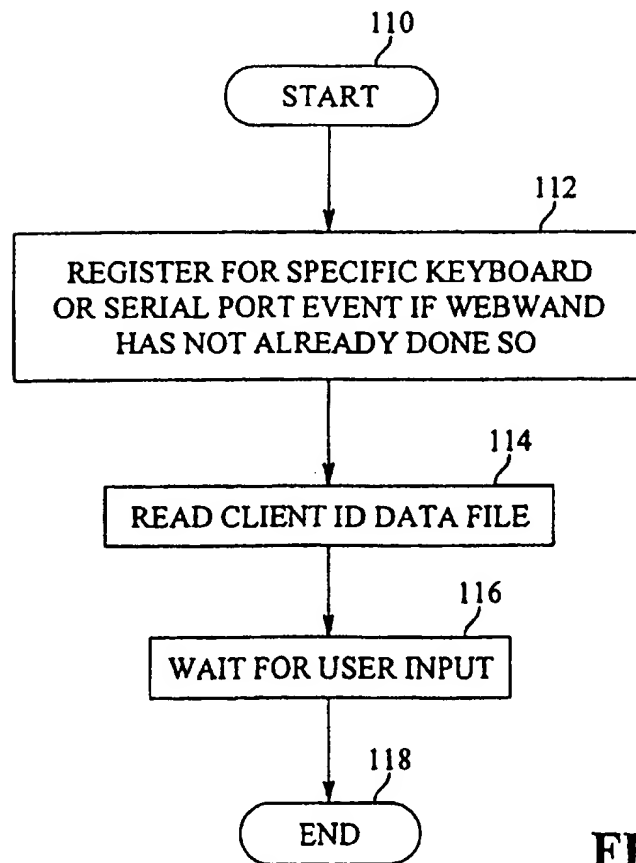 110
START
112
REGISTER FOR SPECIFIC KEYBOARD
OR SERIAL PORT EVENT IF WEBWAND
HAS NOT ALREADY DONE SO
114
READ CLIENT ID DATA FILE
116
WAIT FOR USER INPUT
118
END